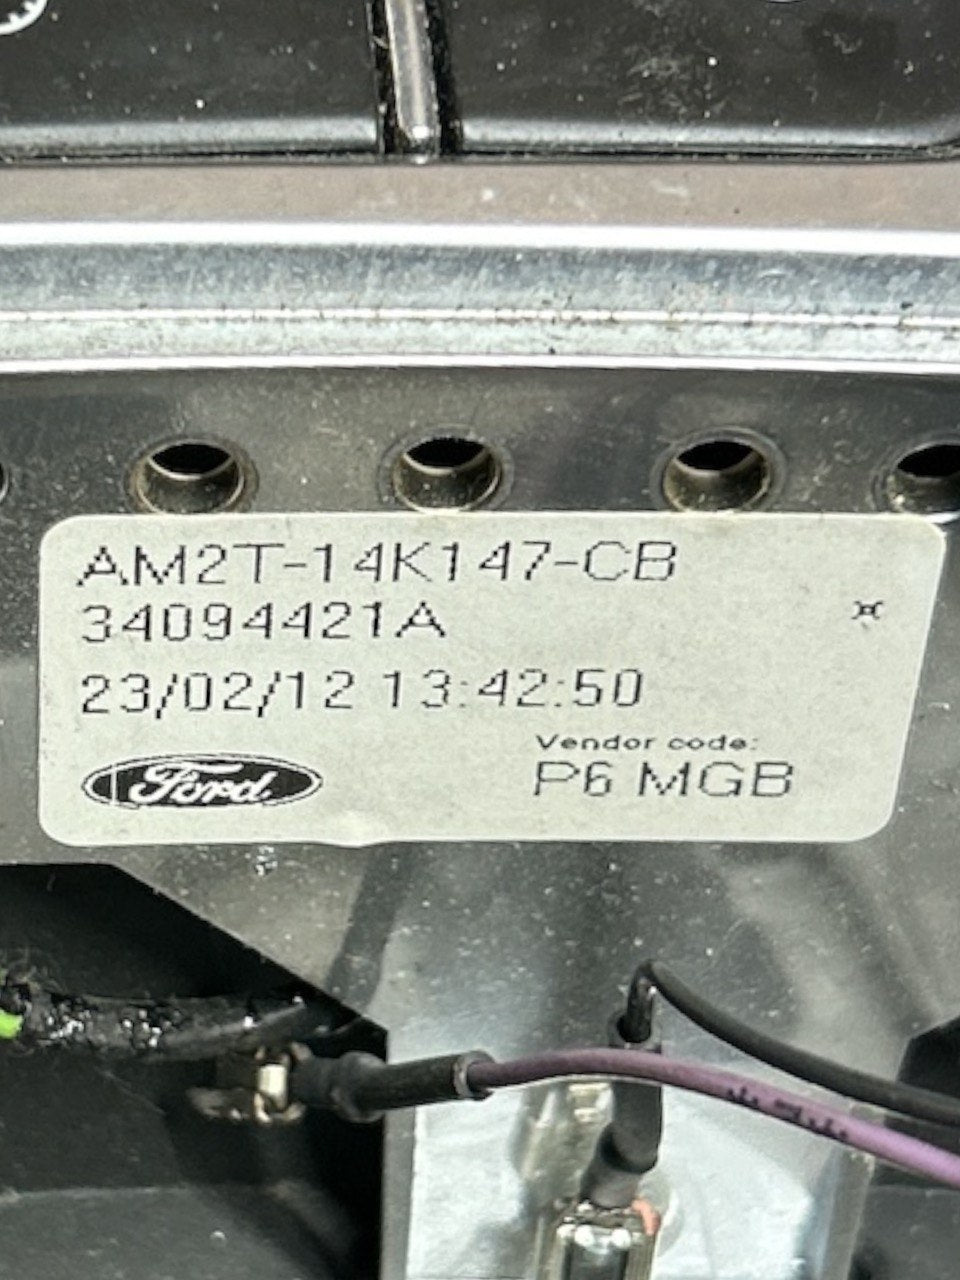 AM2T-14K147-CB
34094421A
23/02/12 13:42:50
Vendor code:
Ford
P6 MGB